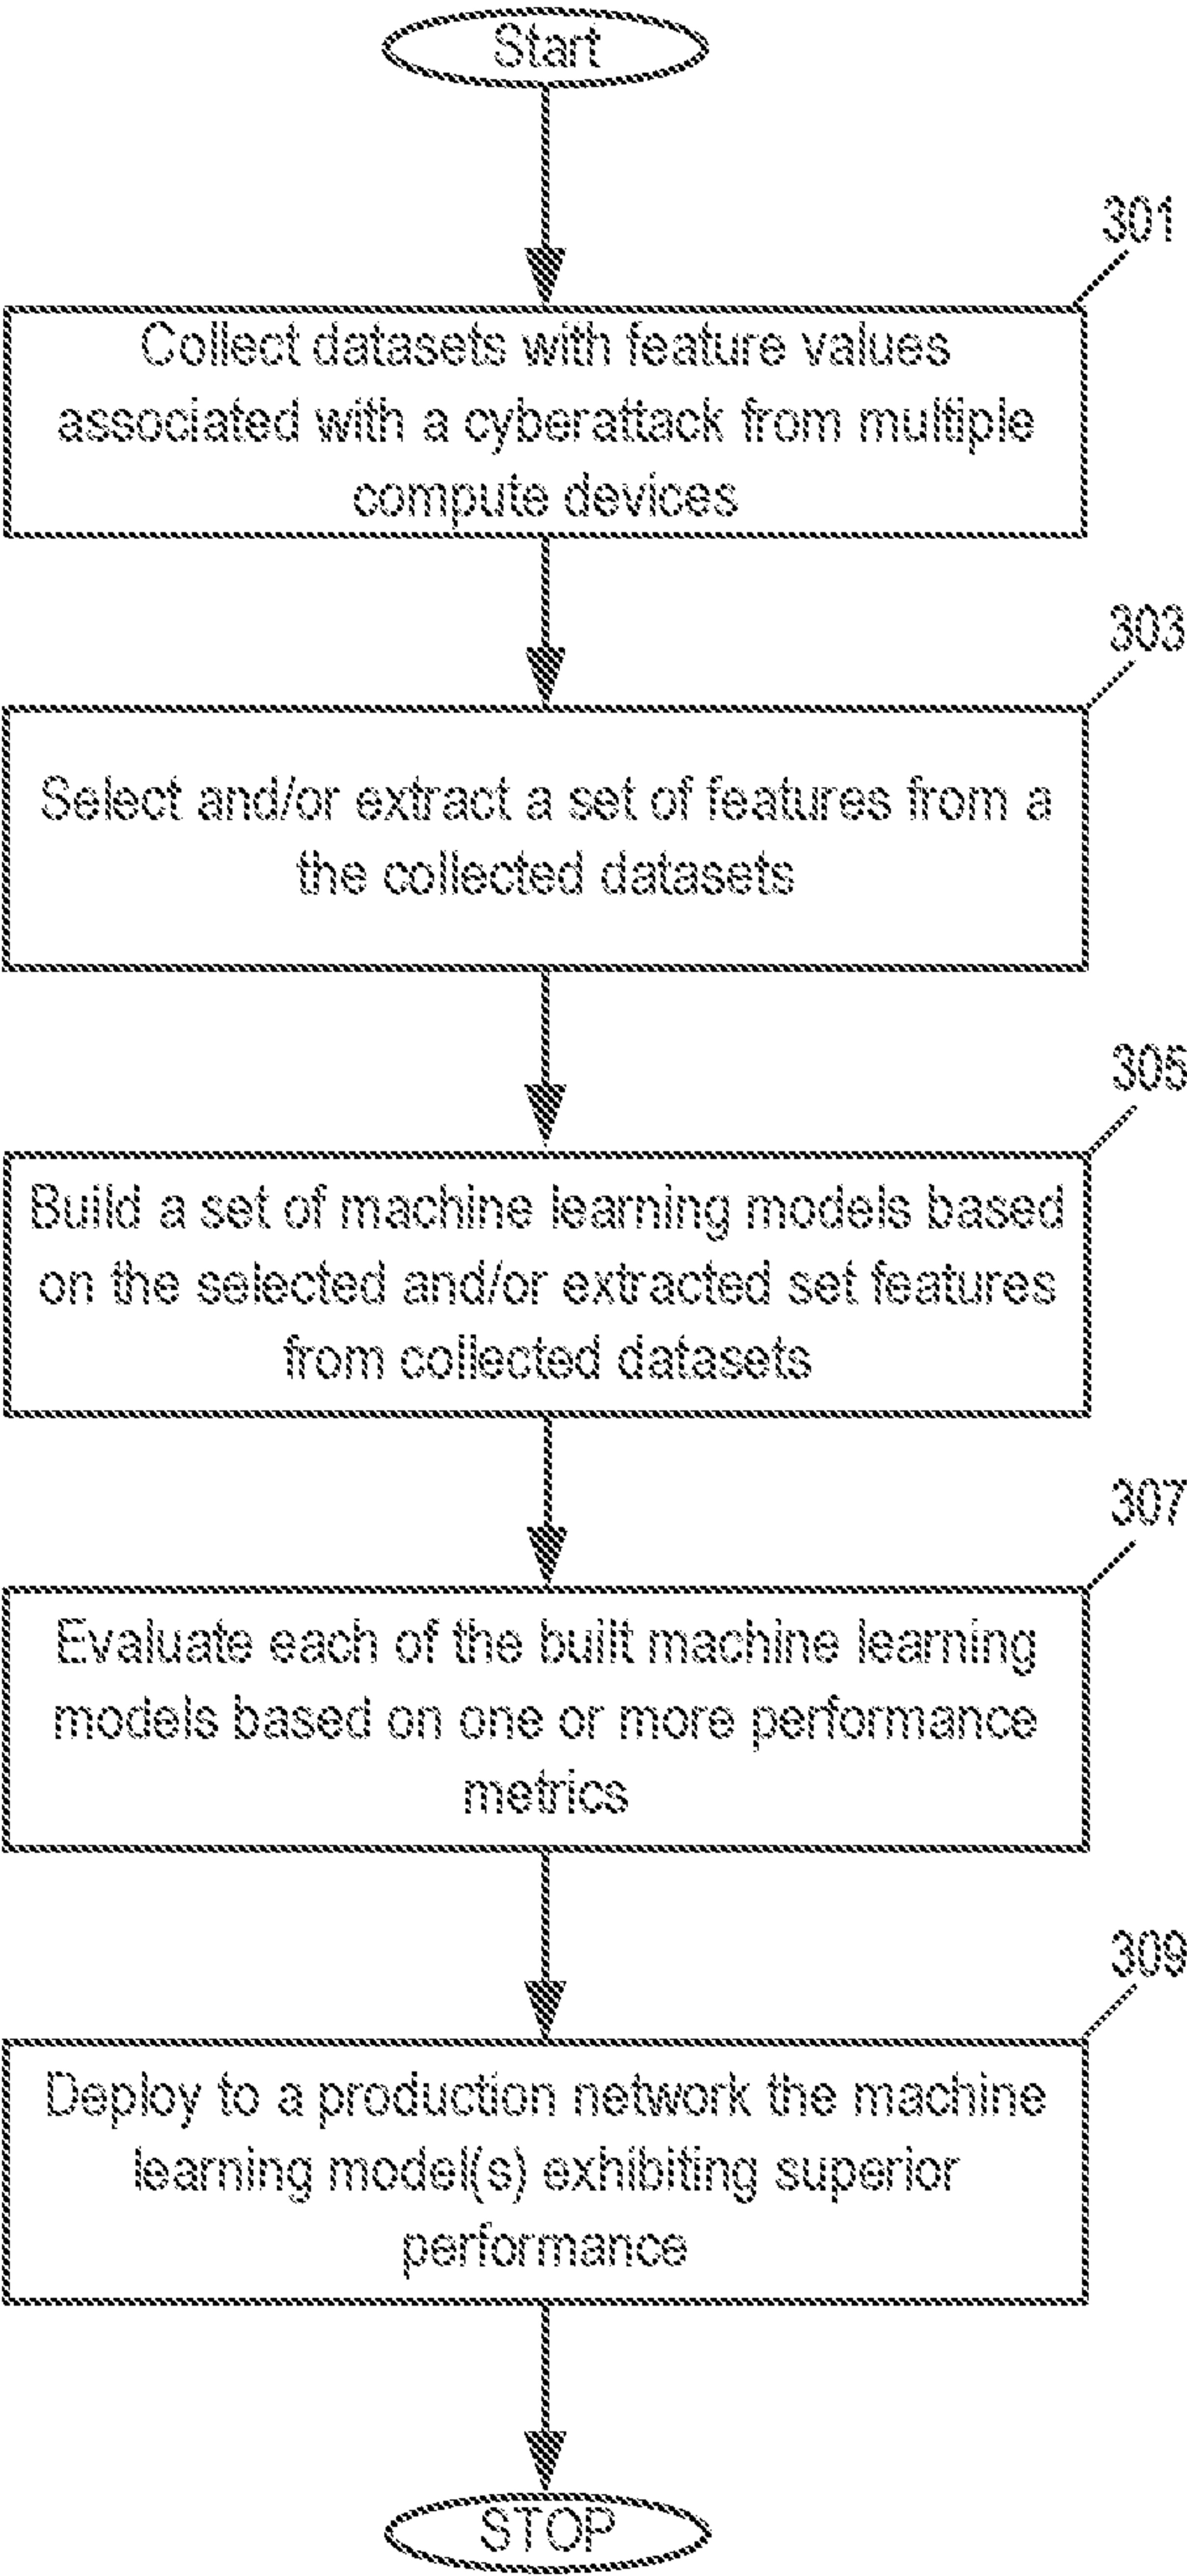 Start
301
Collect datasets with feature values
associated with a cyberattack from multiple
compute devices
303
Select and/or extract a set of features from a
the collected datasets
305
Build a set of machine learning models based
on the selected and/or extracted set features
from collected datasets
307
Evaluate each of the built machine learning
models based on one or more performance
metrics
309
Deploy to a production network the machine
learning model(s) exhibiting superior
performance
STOP